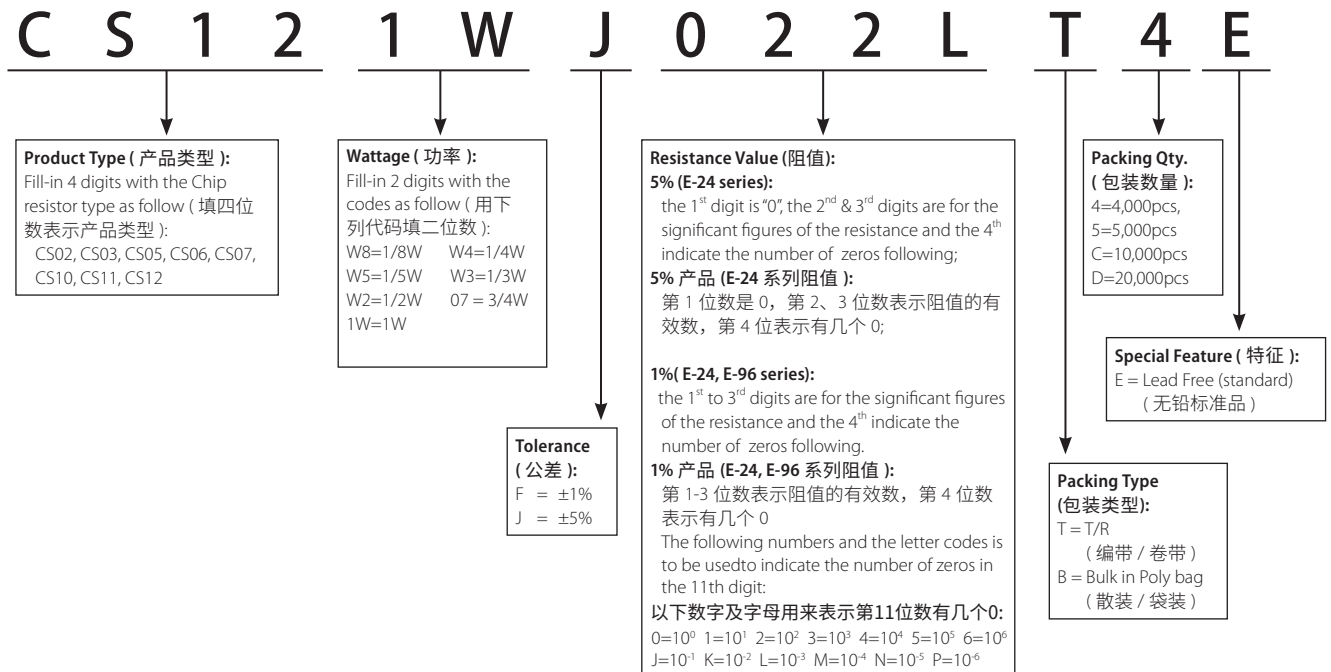 C S 1 2 1 W J 0 2 2 L T 4 E
Product Type ( 产品类型 ):
Fill-in 4 digits with the Chip
resistor type as follow ( 填四位
数表示产品类型 ):
CS02, CS03, CS05, CS06, CS07,
CS10, CS11, CS12
Wattage ( 功率 ):
Fill-in 2 digits with the
codes as follow ( 用下
列代码填二位数 ):
W8=1/8W W4=1/4W
W5=1/5W W3=1/3W
W2=1/2W 07 = 3/4W
1W=1W
Tolerance
( 公差 ):
F = ±1%
J = ±5%
Resistance Value (阻值):
5% (E-24 series):
the 1st digit is "0", the 2nd & 3rd digits are for the
significant figures of the resistance and the 4th
indicate the number of zeros following;
5% 产品 (E-24 系列阻值 ):
第 1 位数是 0，第 2、3 位数表示阻值的有
效数，第 4 位表示有几个 0;
1%( E-24, E-96 series):
the 1st to 3rd digits are for the significant figures
of the resistance and the 4th indicate the
number of zeros following.
1% 产品 (E-24, E-96 系列阻值 ):
第 1-3 位数表示阻值的有效数，第 4 位数
表示有几个 0
The following numbers and the letter codes is
to be usedto indicate the number of zeros in
the 11th digit:
以下数字及字母用来表示第11位数有几个0:
0=10⁰ 1=10¹ 2=10² 3=10³ 4=10⁴ 5=10⁵ 6=10⁶
J=10⁻¹ K=10⁻² L=10⁻³ M=10⁻⁴ N=10⁻⁵ P=10⁻⁶
Packing Type
(包装类型):
T = T/R
( 编带 / 卷带 )
B = Bulk in Poly bag
( 散装 / 袋装 )
Packing Qty.
( 包装数量 ):
4=4,000pcs,
5=5,000pcs
C=10,000pcs
D=20,000pcs
Special Feature ( 特征 ):
E = Lead Free (standard)
( 无铅标准品 )